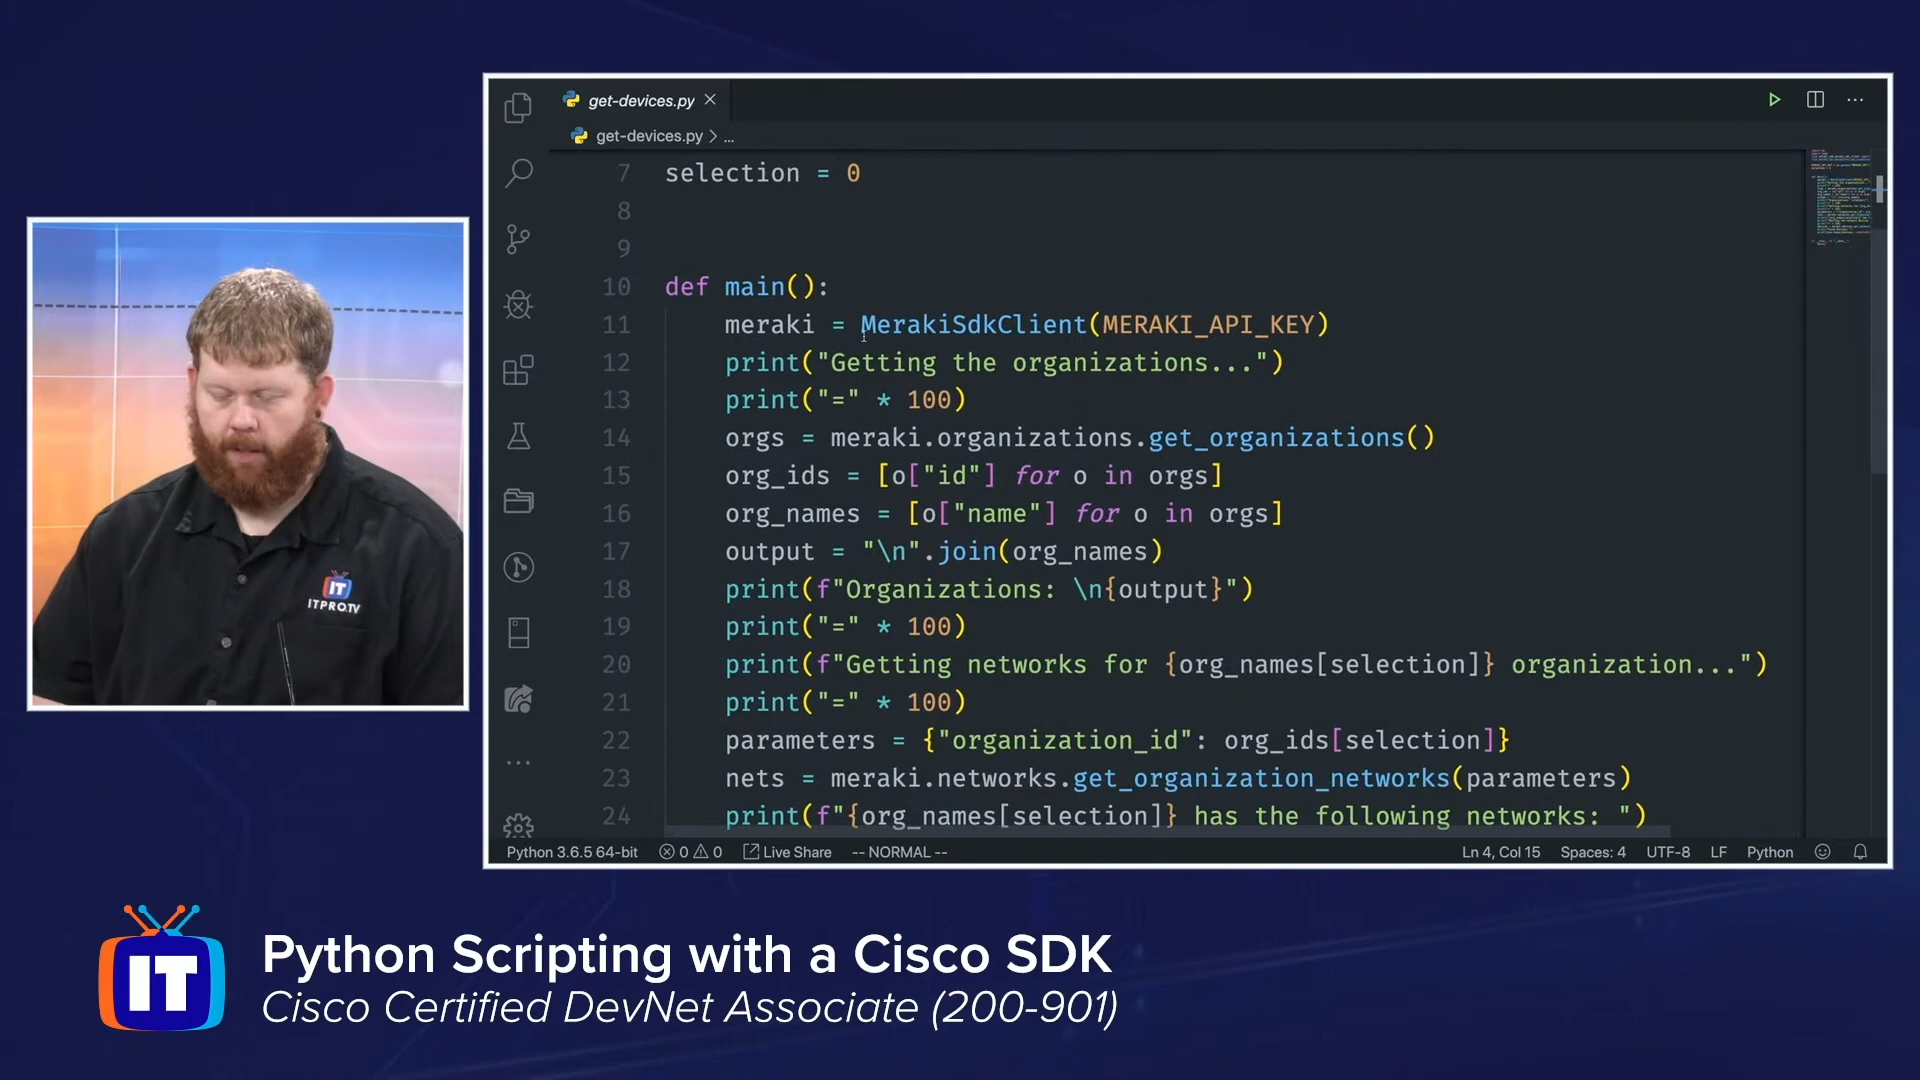 get-devices.py
get-devices.py > ...
7 selection = 0
8
9
10 def main():
11 meraki = MerakiSdkClient(MERAKI_API_KEY)
12 print("Getting the organizations...")
13 print("=" * 100)
14 orgs = meraki.organizations.get_organizations()
15 org_ids = [o["id"] for o in orgs]
16 org_names = [o["name"] for o in orgs]
17 output = "\n".join(org_names)
18 print(f"Organizations: \n{output}")
19 print("=" * 100)
20 print(f"Getting networks for {org_names[selection]} organization...")
21 print("=" * 100)
22 parameters = {"organization_id": org_ids[selection]}
23 nets = meraki.networks.get_organization_networks(parameters)
24 print(f"{org_names[selection]} has the following networks: ")
Python 3.6.5 64-bit 0 0 Live Share -- NORMAL -- Ln 4, Col 15 Spaces: 4 UTF-8 LF Python
IT
ITPRO.TV
IT
Python Scripting with a Cisco SDK
Cisco Certified DevNet Associate (200-901)